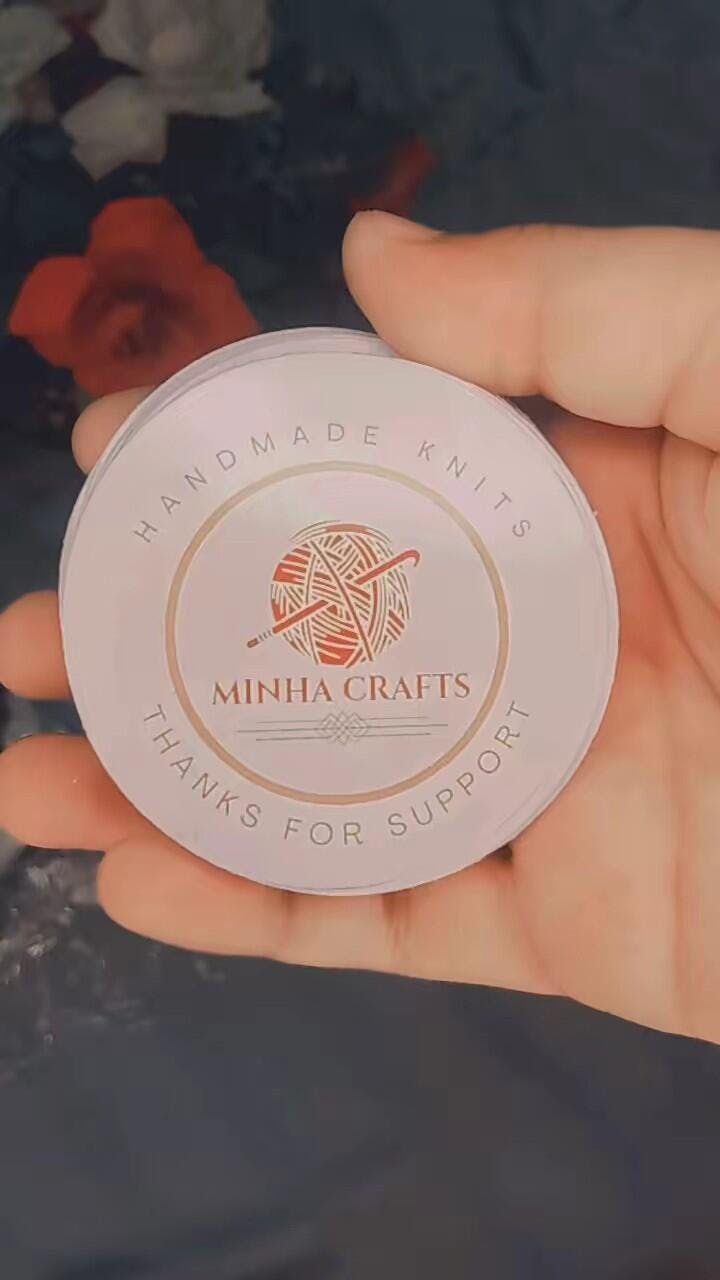 HANDMADE KNITS
MINHA CRAFTS
THANKS FOR SUPPORT